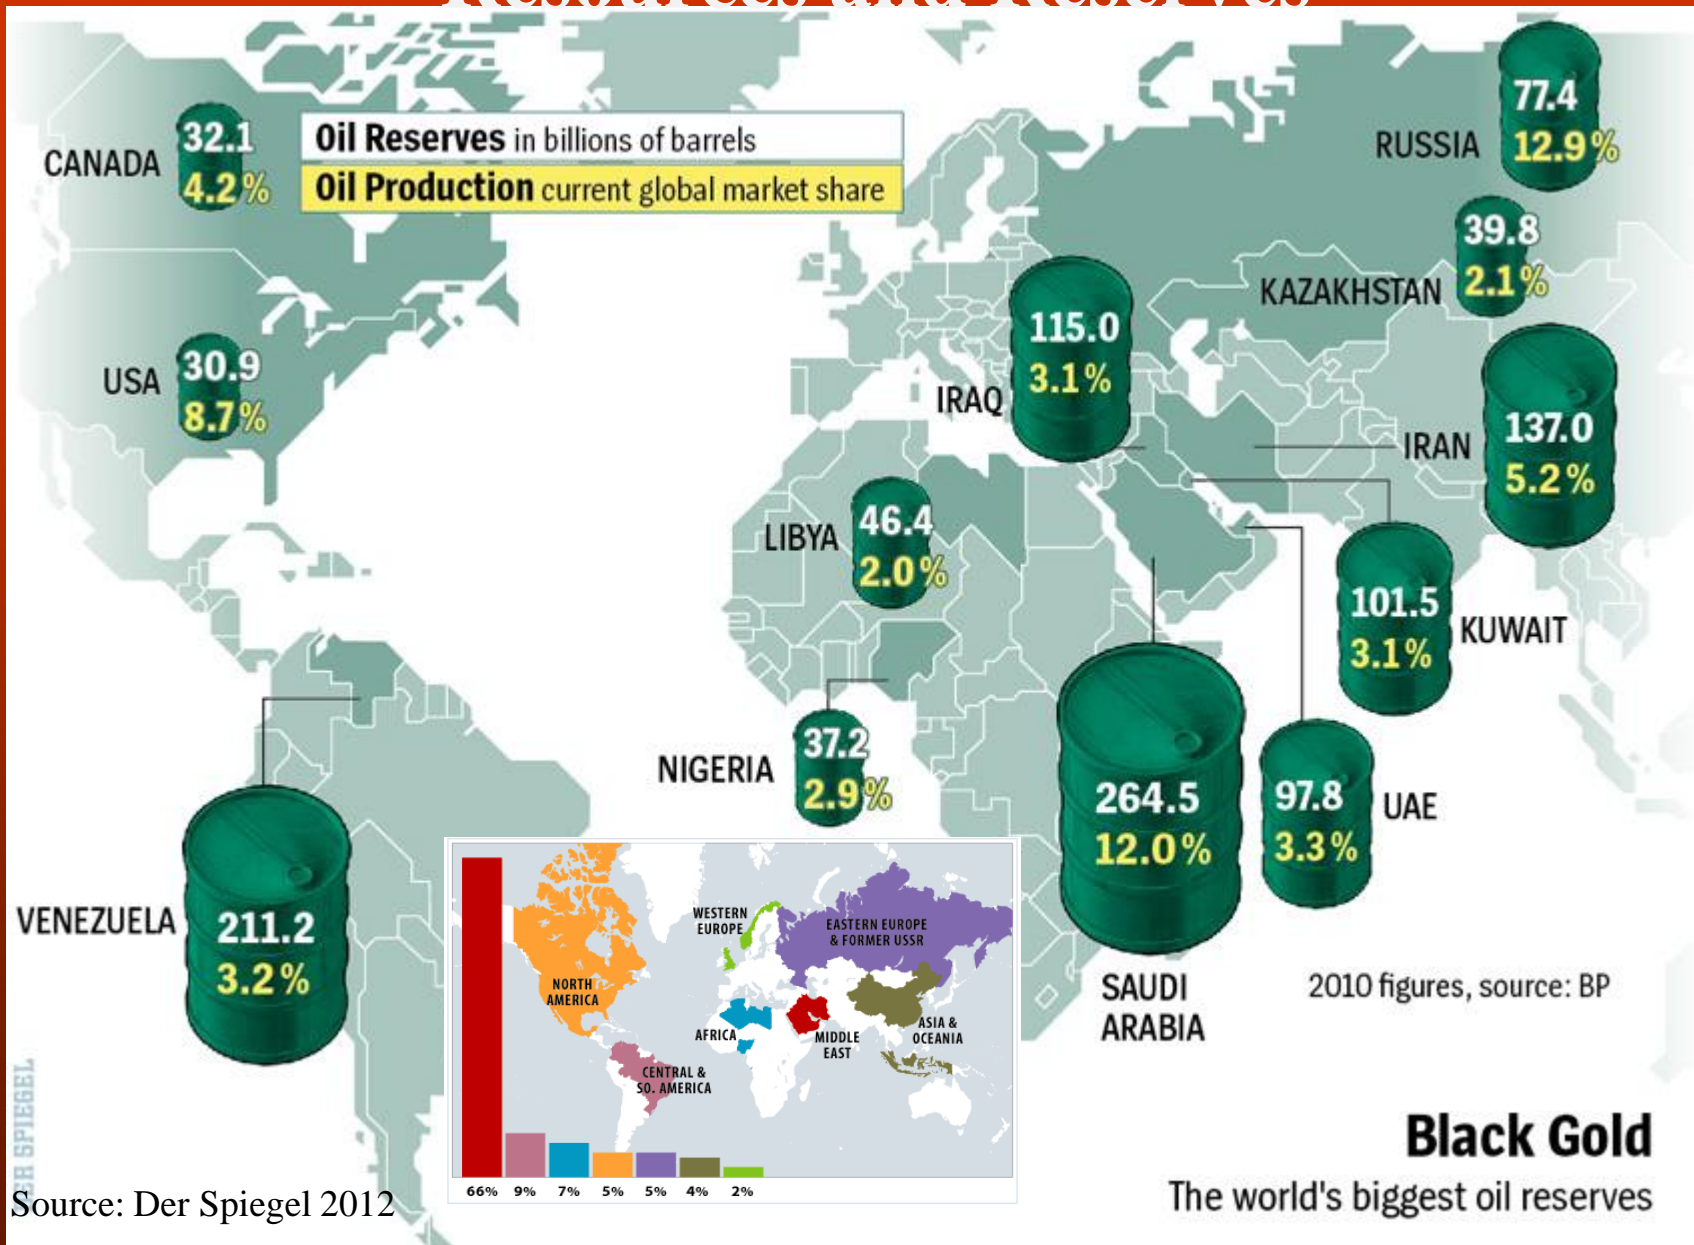 Resources and Reserves
CANADA
32.1
4.2%
Oil Reserves in billions of barrels
Oil Production current global market share
77.4
RUSSIA
12.9%
39.8
KAZAKHSTAN
2.1%
115.0
IRAQ
3.1%
USA
30.9
8.7%
137.0
IRAN
5.2%
LIBYA
46.4
2.0%
101.5
KUWAIT
3.1%
NIGERIA
37.2
2.9%
264.5
12.0%
SAUDI
ARABIA
97.8
UAE
3.3%
VENEZUELA
211.2
3.2%
WESTERN
EUROPE
EASTERN EUROPE
& FORMER USSR
NORTH
AMERICA
AFRICA
MIDDLE
EAST
ASIA &
OCEANIA
CENTRAL &
SO. AMERICA
66% 9% 7% 5% 5% 4% 2%
2010 figures, source: BP
Black Gold
The world's biggest oil reserves
DER SPIEGEL
Source: Der Spiegel 2012